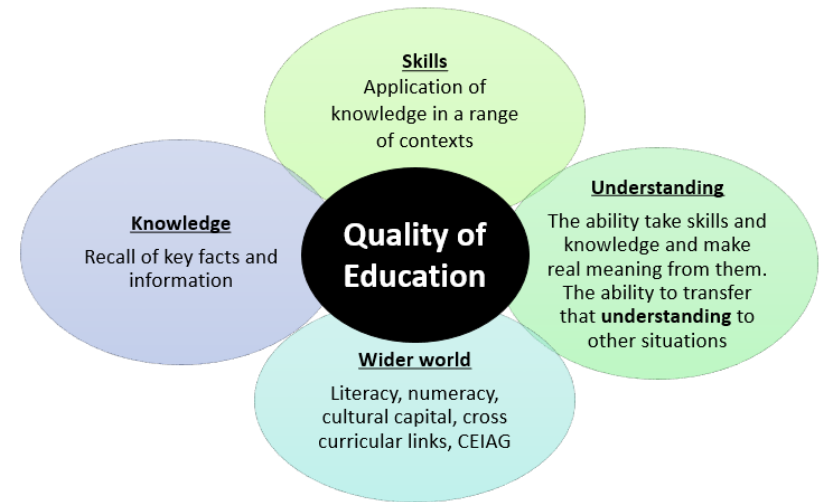 Skills
Application of
knowledge in a range
of contexts
Knowledge
Recall of key facts and
information
Quality of
Education
Understanding
The ability take skills and
knowledge and make
real meaning from them.
The ability to transfer
that understanding to
other situations
Wider world
Literacy, numeracy,
cultural capital, cross
curricular links, CEIAG